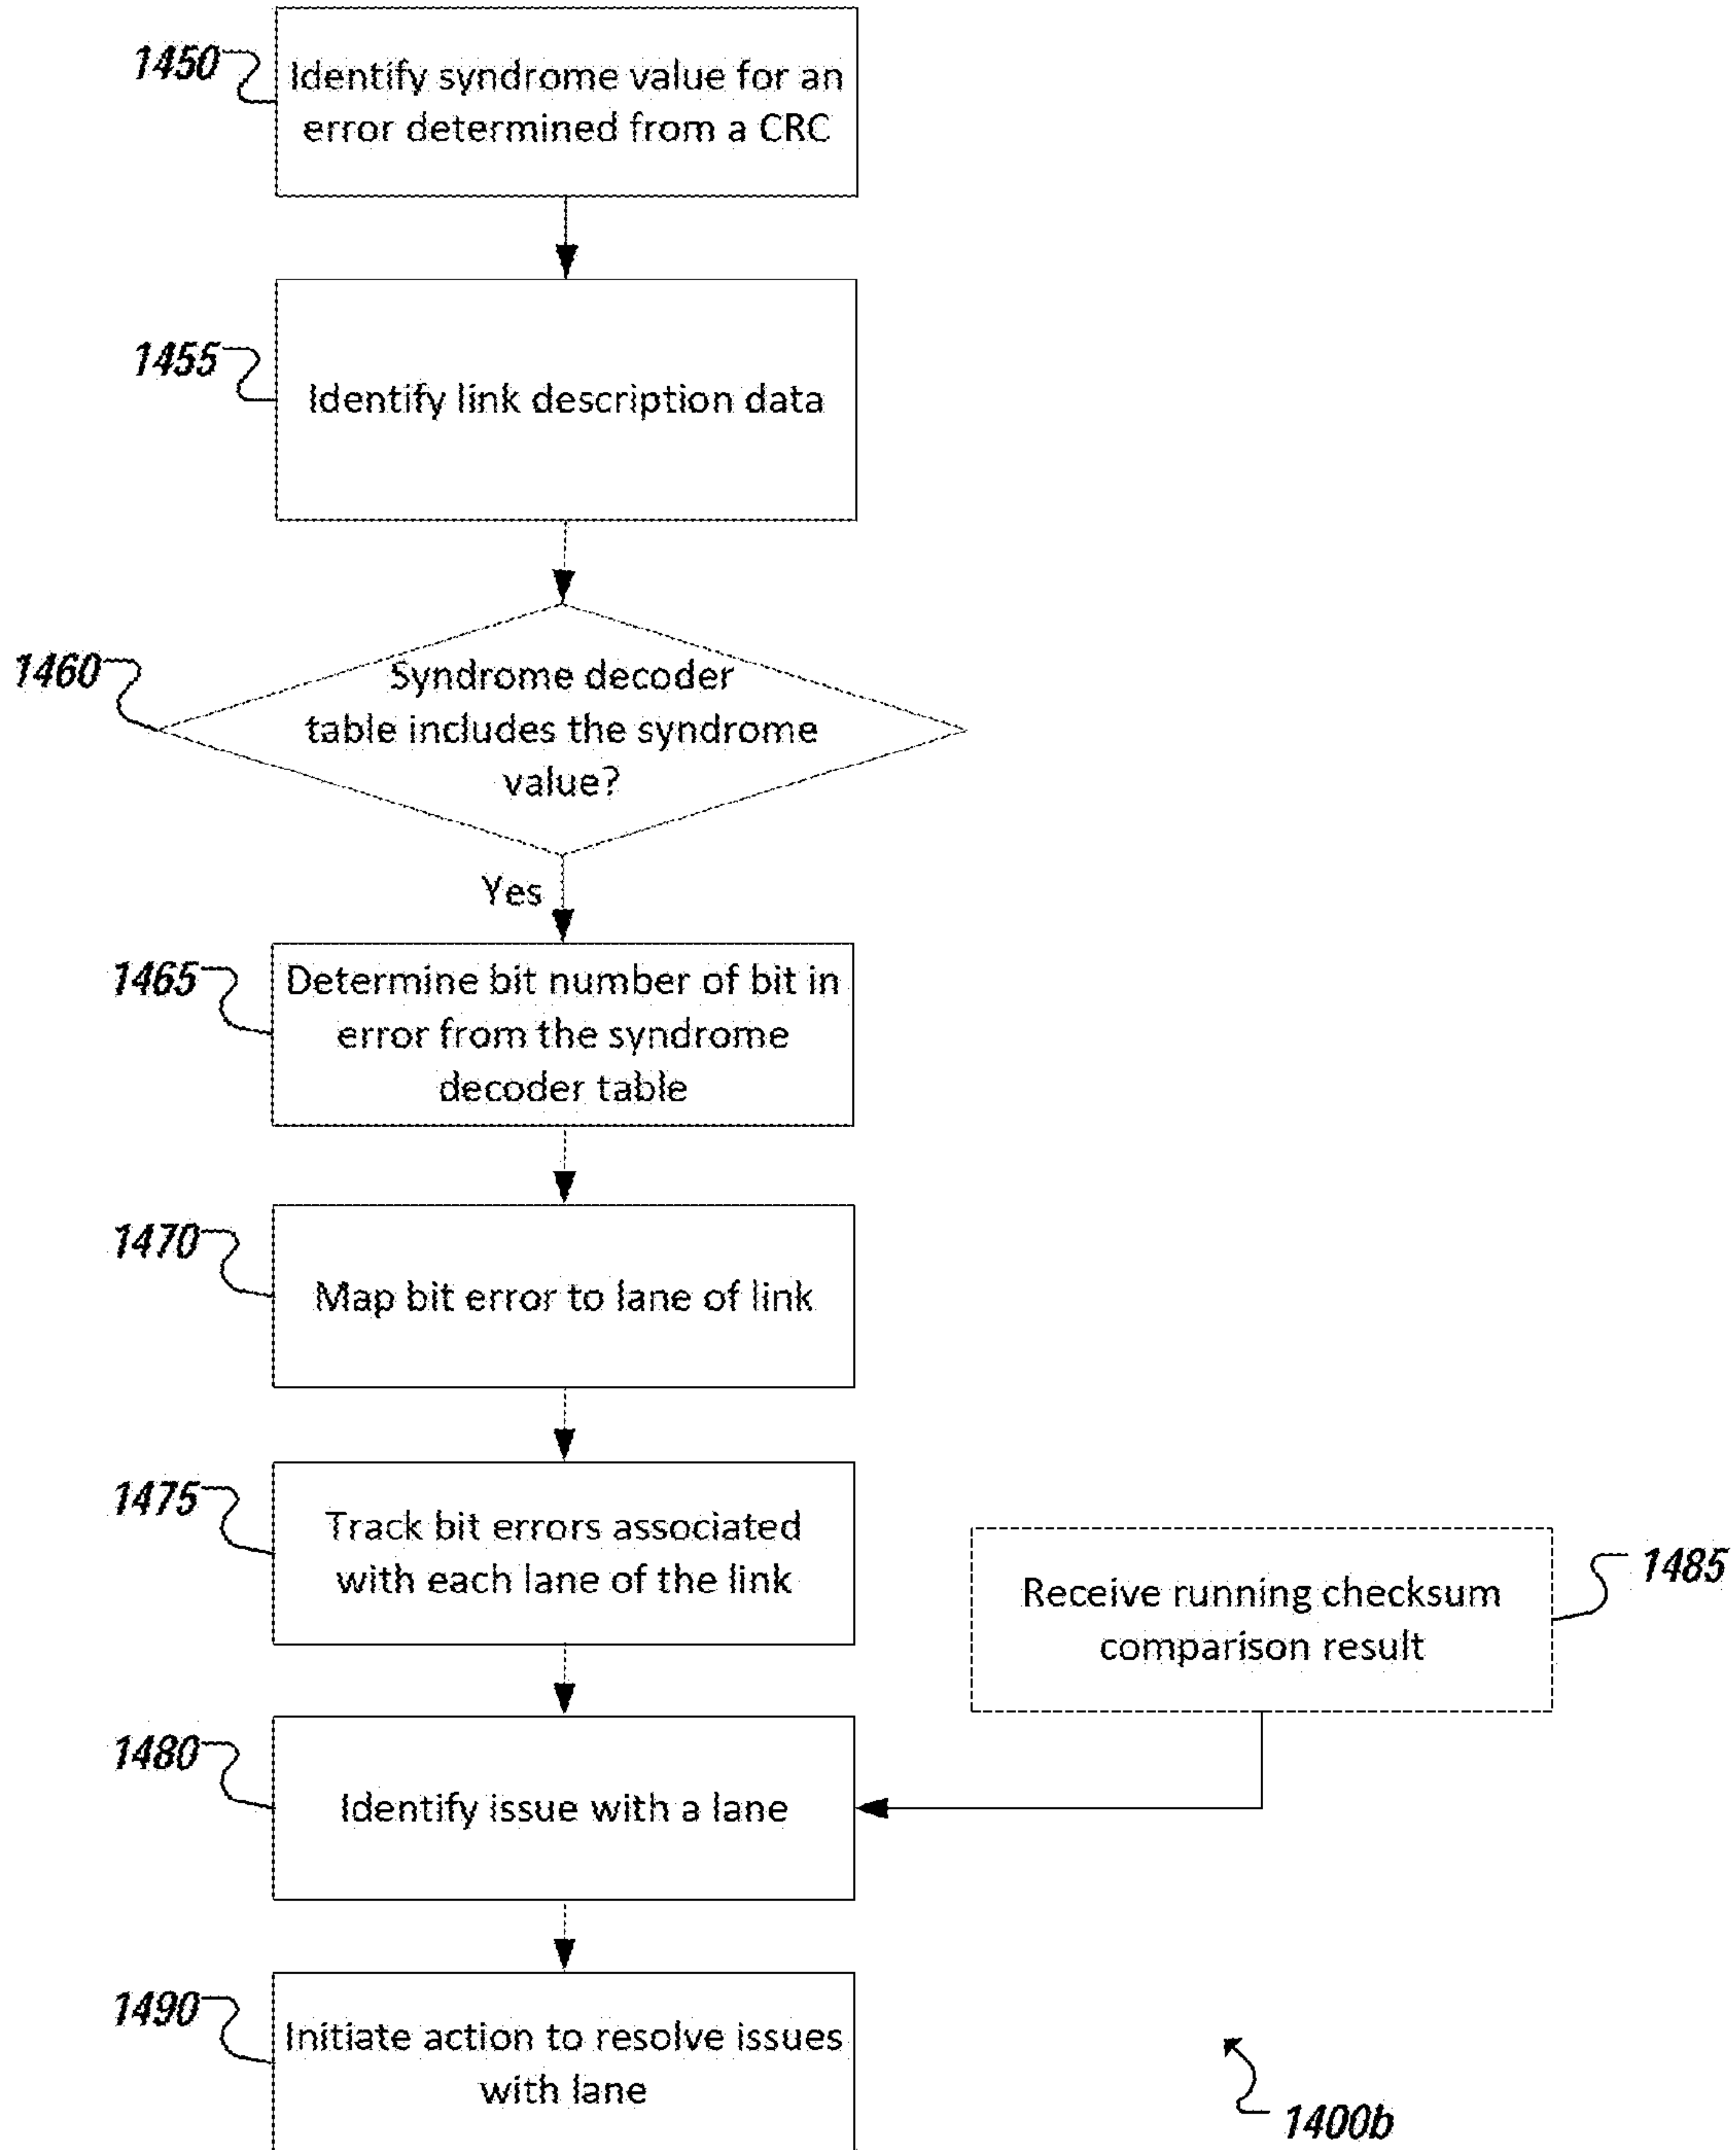 1450
Identify syndrome value for an
error determined from a CRC
1455
Identify link description data
1460
Syndrome decoder
table includes the syndrome
value?
Yes
1465
Determine bit number of bit in
error from the syndrome
decoder table
1470
Map bit error to lane of link
1475
Track bit errors associated
with each lane of the link
1485
Receive running checksum
comparison result
1480
Identify issue with a lane
1490
Initiate action to resolve issues
with lane
1400b